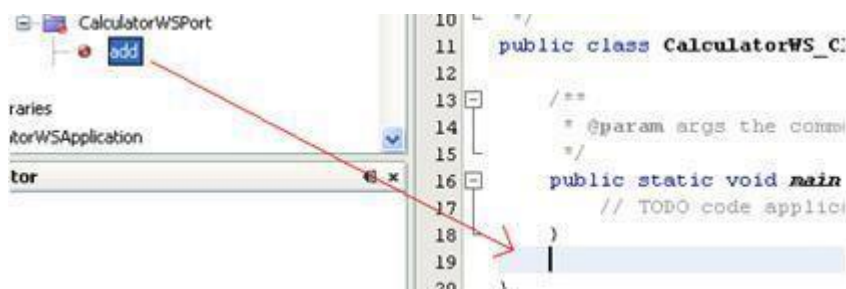 CalculatorWSPort
add
raries
atorWSApplication
tor
10 */
11 public class CalculatorWS_C
12
13 /**
14 * @param args the comm
15 */
16 public static void main
17 // TODO code applic
18 }
19
20 }